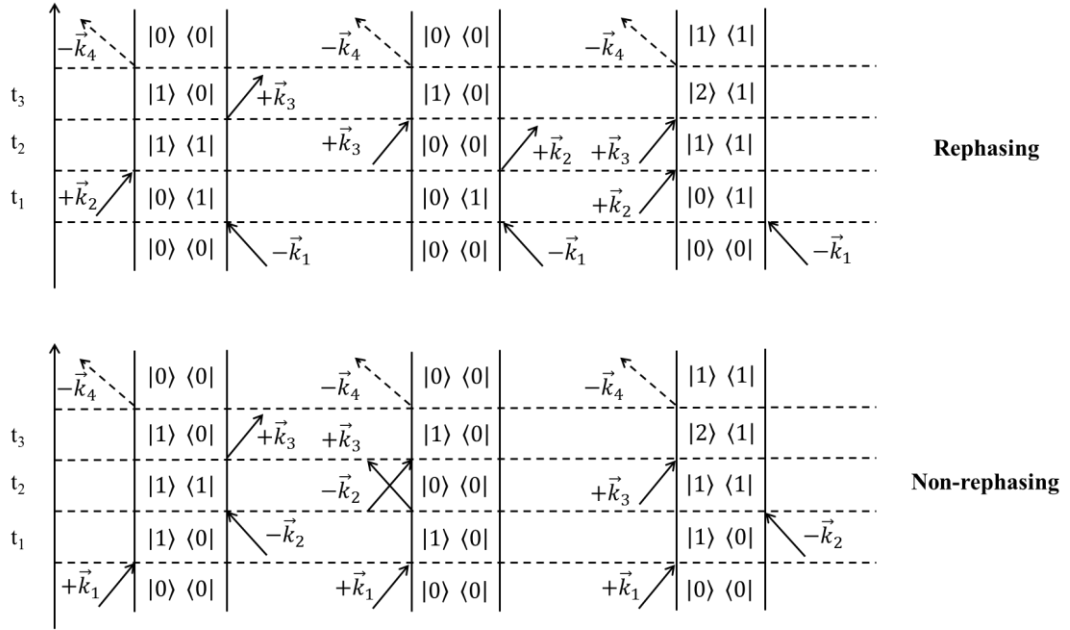 −k⃗₄ |0⟩ ⟨0| −k⃗₄ |0⟩ ⟨0| −k⃗₄ |1⟩ ⟨1|
t₃ |1⟩ ⟨0| +k⃗₃ |1⟩ ⟨0| |2⟩ ⟨1|
t₂ |1⟩ ⟨1| +k⃗₃ |0⟩ ⟨0| +k⃗₂ +k⃗₃ |1⟩ ⟨1| Rephasing
t₁ +k⃗₂ |0⟩ ⟨1| |0⟩ ⟨1| +k⃗₂ |0⟩ ⟨1|
|0⟩ ⟨0| −k⃗₁ |0⟩ ⟨0| −k⃗₁ |0⟩ ⟨0| −k⃗₁
−k⃗₄ |0⟩ ⟨0| −k⃗₄ |0⟩ ⟨0| −k⃗₄ |1⟩ ⟨1|
t₃ |1⟩ ⟨0| +k⃗₃ +k⃗₃ |1⟩ ⟨0| |2⟩ ⟨1|
t₂ |1⟩ ⟨1| −k⃗₂ |0⟩ ⟨0| +k⃗₃ |1⟩ ⟨1| Non-rephasing
t₁ |1⟩ ⟨0| −k⃗₂ |1⟩ ⟨0| |1⟩ ⟨0| −k⃗₂
+k⃗₁ |0⟩ ⟨0| +k⃗₁ |0⟩ ⟨0| +k⃗₁ |0⟩ ⟨0|